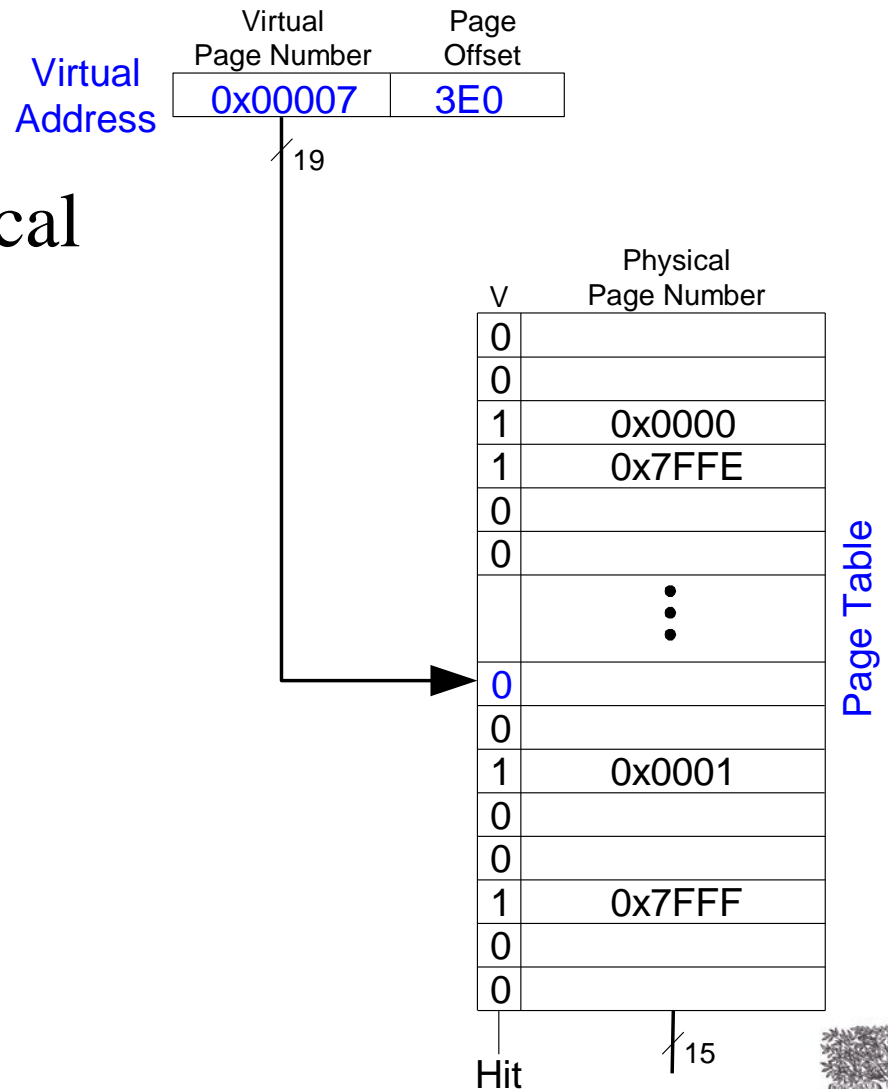 Virtual Page
Page Number Offset
Virtual
Address
0x00007 3E0
19
cal
Physical
V Page Number
0
0
1 0x0000
1 0x7FFE
0
0
0
0
1 0x0001
0
0
1 0x7FFF
0
0
Page Table
Hit
15